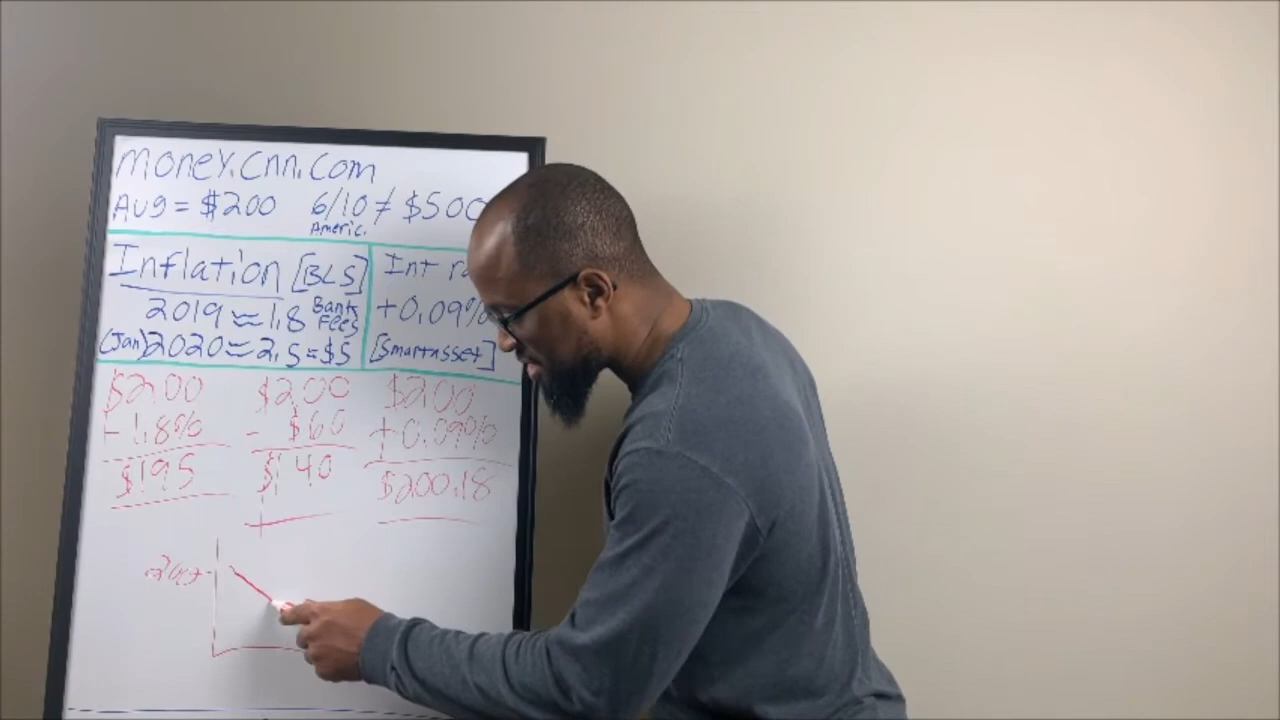 money.cnn.com
Aug = $200 6/10 ≠ $500
Americ.
Inflation [BLS]
2019 ≈ 1.8 Bank Fees
(Jan) 2020 ≈ 2.5 ≈ $5
Int
+0.09%
[Smartasset]
$200 $200 $200
-1.8% - $60 +0.09%
$195 $140 $200.18